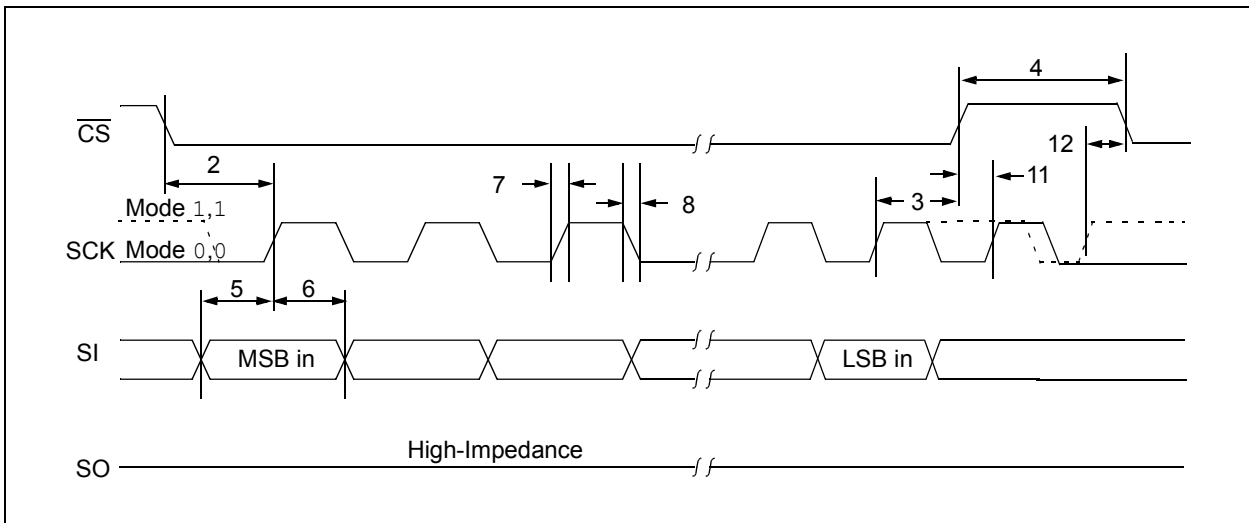 4
CS
12
2
7
8
3
11
Mode 1,1
SCK Mode 0,0
5
6
SI
MSB in
LSB in
High-Impedance
SO